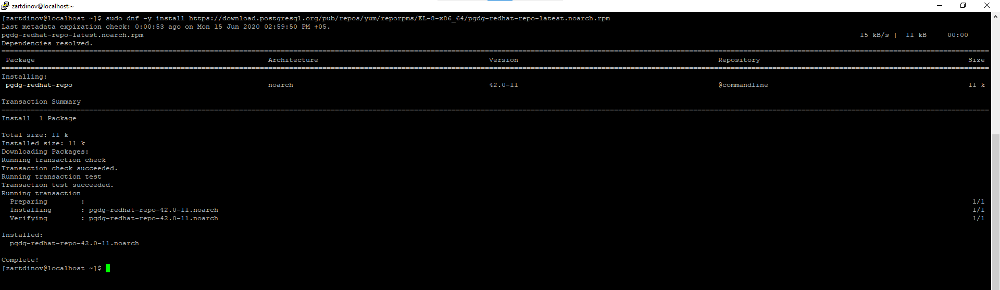 zartdinov@localhost:~
[zartdinov@localhost ~]$ sudo dnf -y install https://download.postgresql.org/pub/repos/yum/reporpms/EL-8-x86_64/pgdg-redhat-repo-latest.noarch.rpm
Last metadata expiration check: 0:00:53 ago on Mon 15 Jun 2020 02:59:50 PM +05.
pgdg-redhat-repo-latest.noarch.rpm 15 kB/s | 11 kB 00:00
Dependencies resolved.
Package Architecture Version Repository Size
Installing:
pgdg-redhat-repo noarch 42.0-11 @commandline 11 k
Transaction Summary
Install 1 Package
Total size: 11 k
Installed size: 11 k
Downloading Packages:
Running transaction check
Transaction check succeeded.
Running transaction test
Transaction test succeeded.
Running transaction
Preparing : 1/1
Installing : pgdg-redhat-repo-42.0-11.noarch 1/1
Verifying : pgdg-redhat-repo-42.0-11.noarch 1/1
Installed:
pgdg-redhat-repo-42.0-11.noarch
Complete!
[zartdinov@localhost ~]$